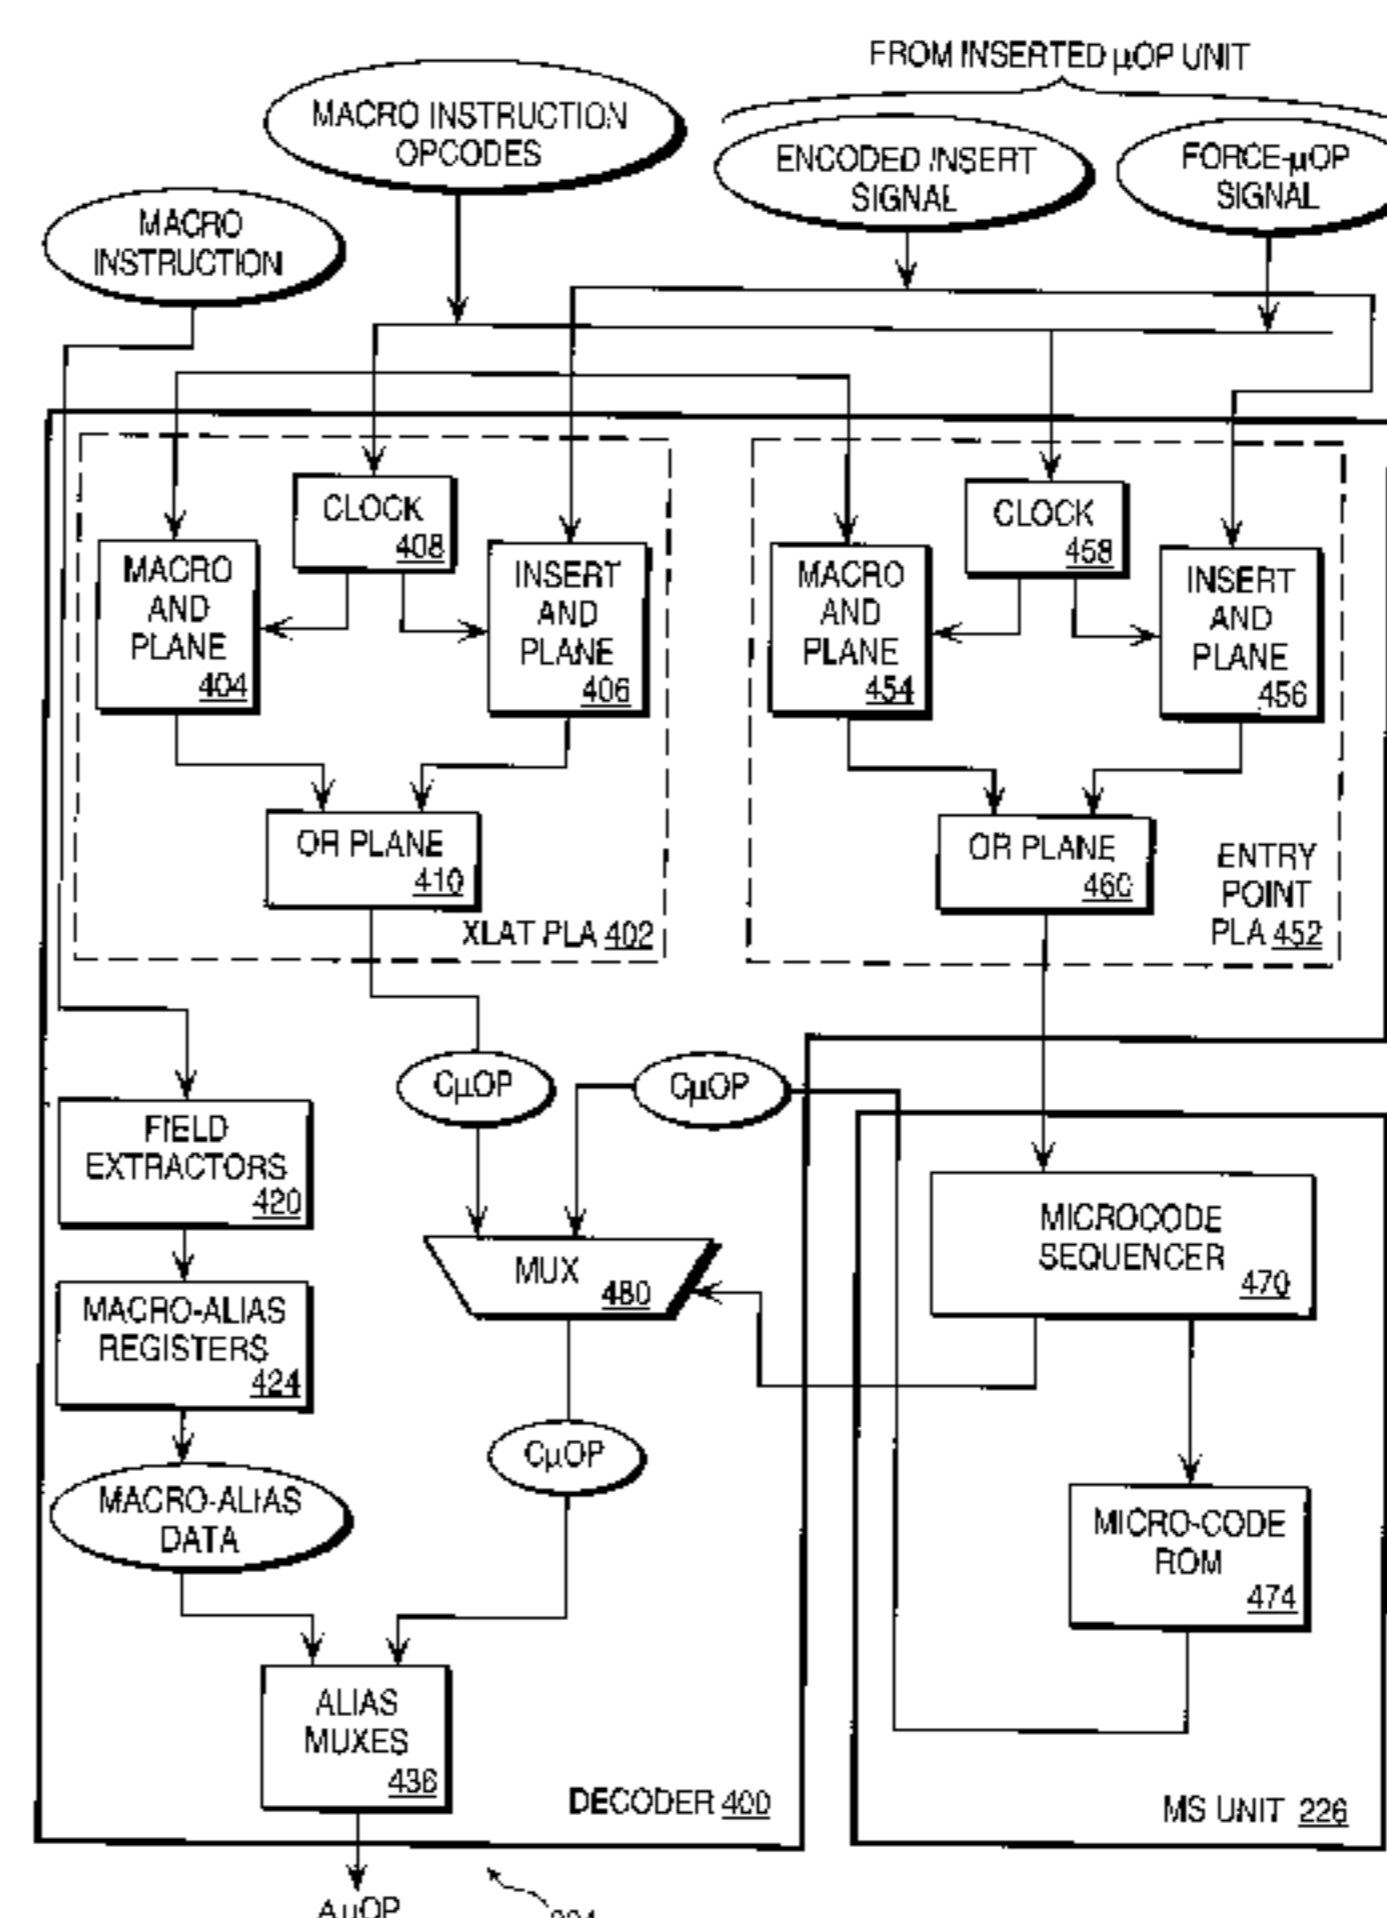 FROM INSERTED µOP UNIT
MACRO INSTRUCTION
OPCODES
ENCODED INSERT
SIGNAL
FORCE-µOP
SIGNAL
MACRO
INSTRUCTION
CLOCK
408
MACRO
AND
PLANE
404
INSERT
AND
PLANE
406
CLOCK
458
MACRO
AND
PLANE
454
INSERT
AND
PLANE
456
OR PLANE
410
XLAT PLA 402
OR PLANE
460
ENTRY
POINT
PLA 452
CµOP
CµOP
FIELD
EXTRACTORS
420
MUX
480
MICROCODE
SEQUENCER
470
MACRO-ALIAS
REGISTERS
424
CµOP
MACRO-ALIAS
DATA
MICRO-CODE
ROM
474
ALIAS
MUXES
436
DECODER 400
MS UNIT 226
AµOP